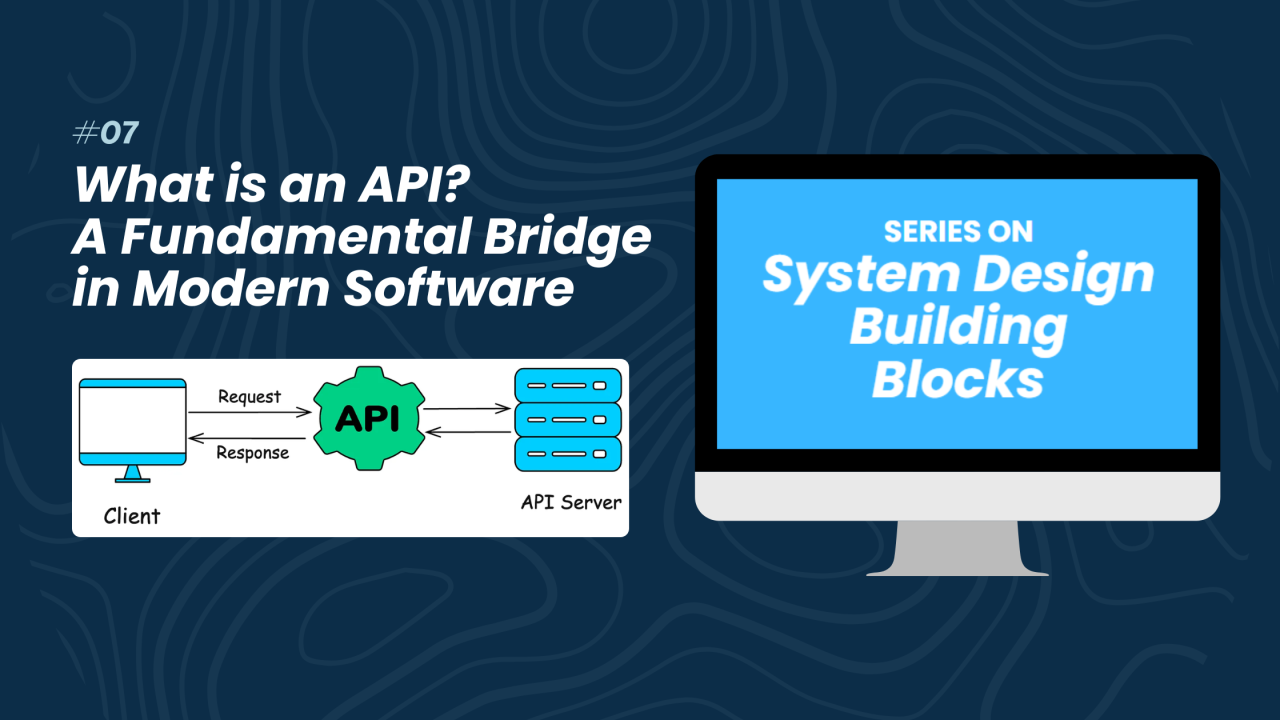 #07
What is an API?
A Fundamental Bridge
in Modern Software
Request
API
Response
Client
API Server
SERIES ON
System Design
Building
Blocks